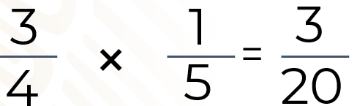 3/4 × 1/5 = 3/20